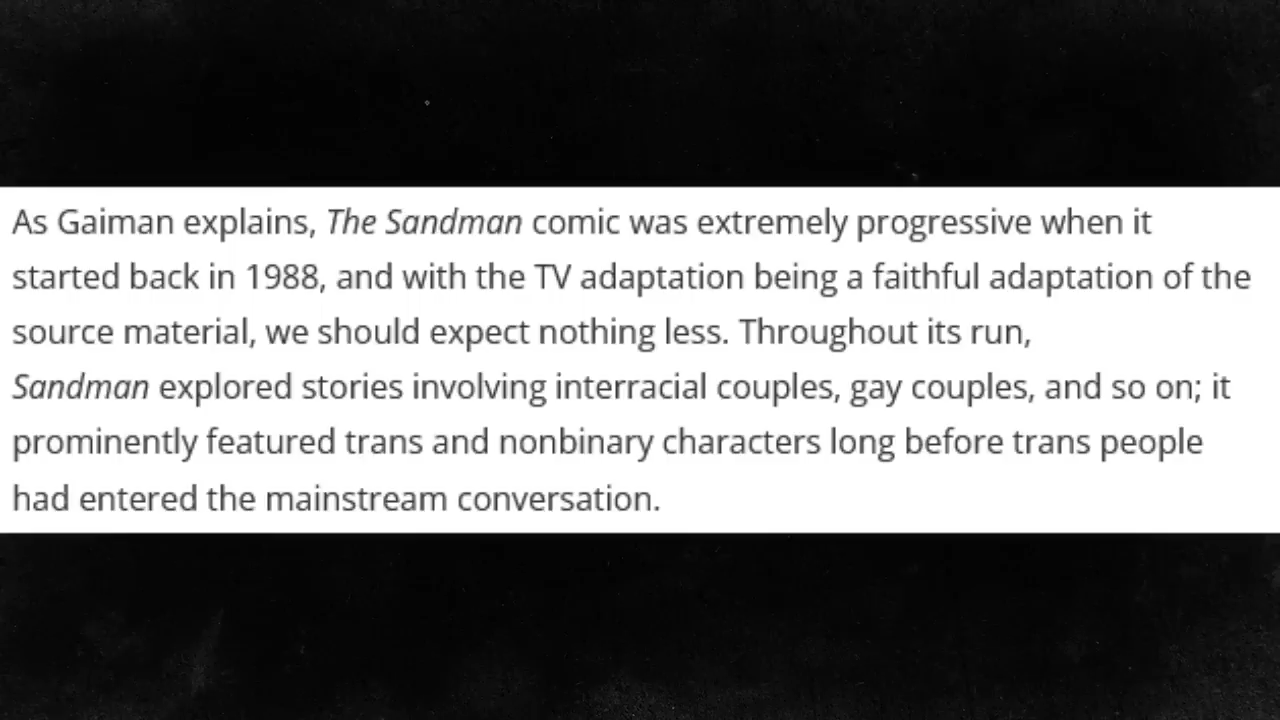 As Gaiman explains, The Sandman comic was extremely progressive when it
started back in 1988, and with the TV adaptation being a faithful adaptation of the
source material, we should expect nothing less. Throughout its run,
Sandman explored stories involving interracial couples, gay couples, and so on; it
prominently featured trans and nonbinary characters long before trans people
had entered the mainstream conversation.